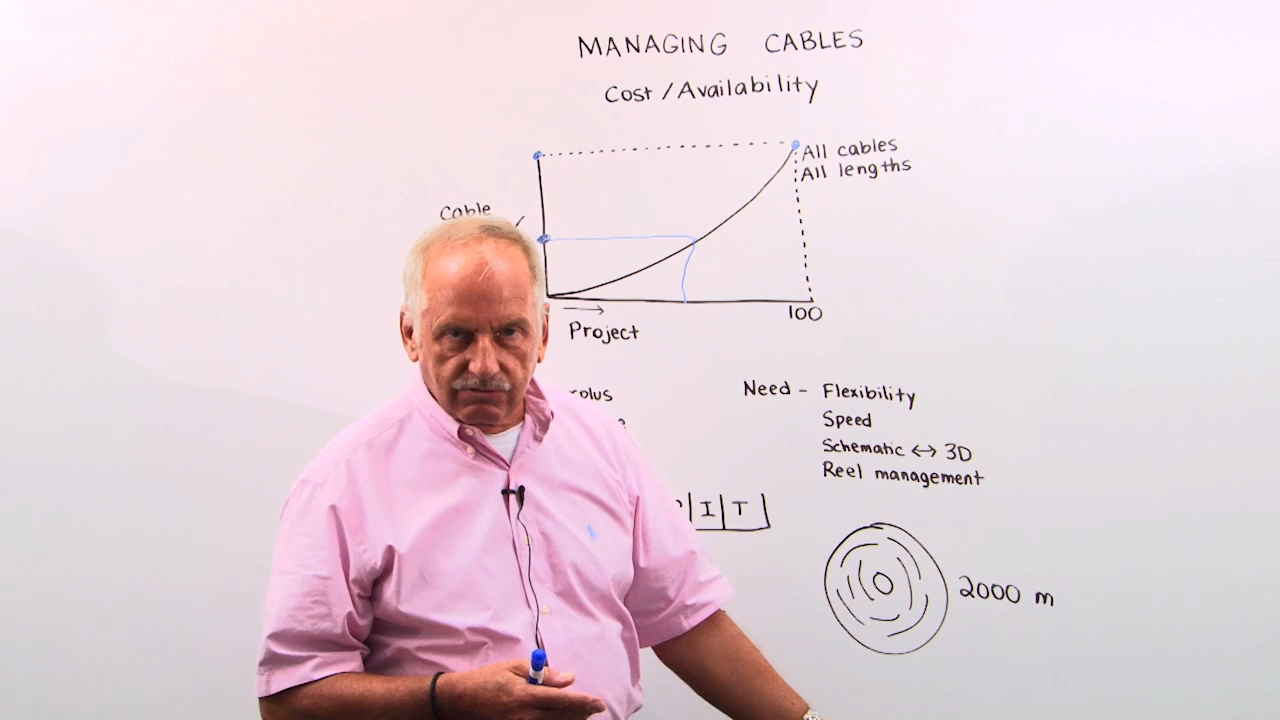 MANAGING CABLES
Cost / Availability
All cables
All lengths
Cable
100
Project
Need - Flexibility
Speed
Schematic ↔ 3D
Reel management
I T
2000 m